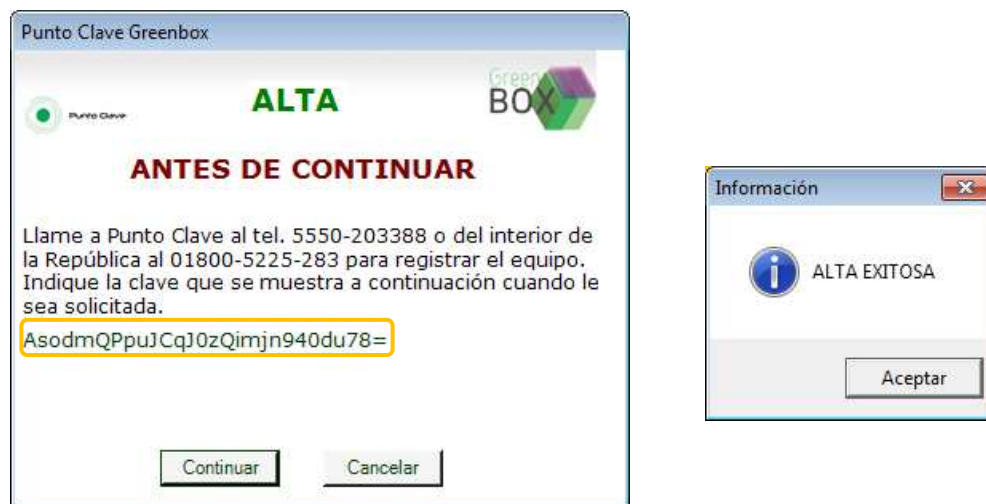 Punto Clave Greenbox
Punto Clave
ALTA
Green
BOX
ANTES DE CONTINUAR
Llame a Punto Clave al tel. 5550-203388 o del interior de
la República al 01800-5225-283 para registrar el equipo.
Indique la clave que se muestra a continuación cuando le
sea solicitada.
AsodmQPpuJCqJ0zQimjn940du78=
Continuar
Cancelar
Información
ALTA EXITOSA
Aceptar